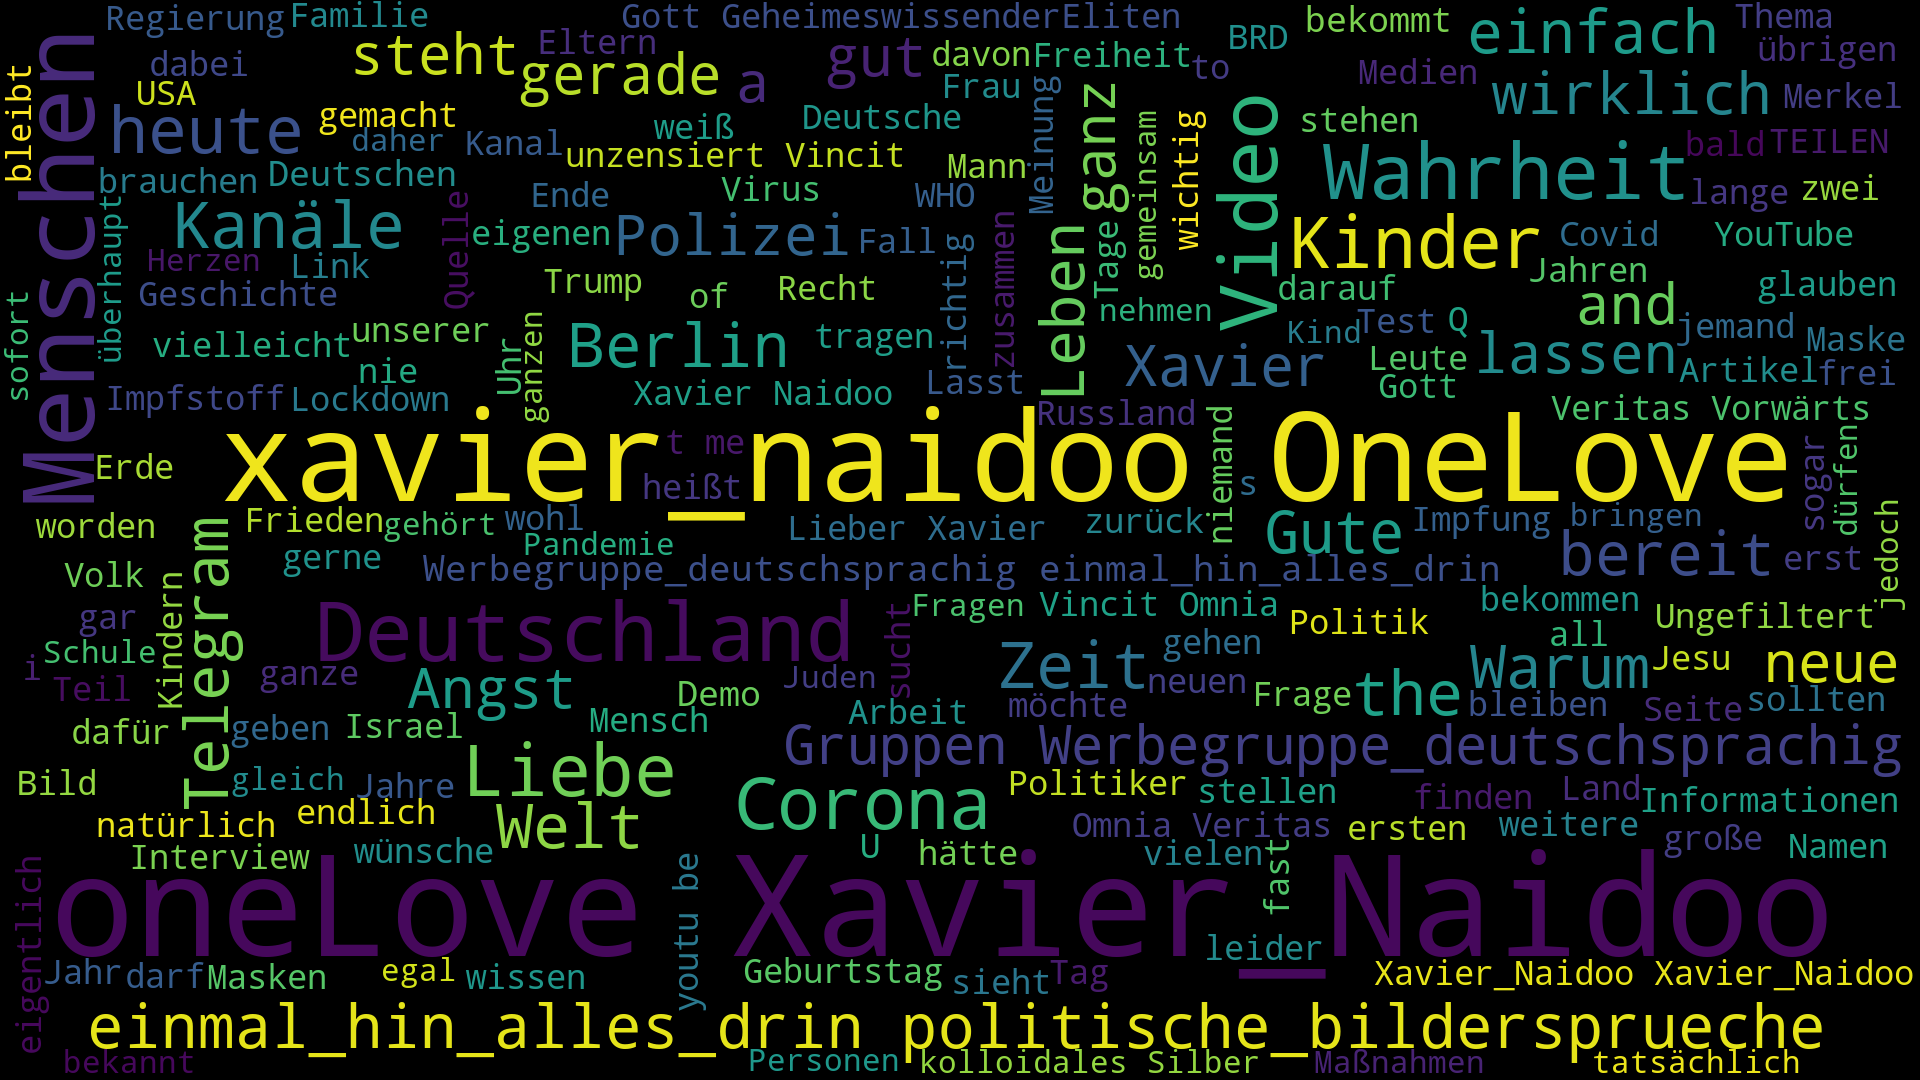 Regierung Familie Gott GeheimeswissenderEliten bekommt Thema
steht Eltern gut davon Freiheit BRD einfach übrigen
dabei gerade a Frau to Medien wirklich Merkel
USA
bleibt
Menschen
heute gemacht weiß Deutsche Meinung ganz gemeinsam wichtig stehen
daher Kanal unzensiert Vincit Mann Video Wahrheit bald TEILEN
brauchen Deutschen Ende Virus WHO lange zwei
Kanäle Quelle eigenen Polizei Fall Kinder Covid YouTube
überhaupt
Herzen Link richtig zusammen Leben Tage Jahren
sofort
Geschichte Trump of Recht nehmen darauf and glauben
vielleicht unserer Berlin tragen Kind Test Q jemand Maske
nie Uhr ganzen Xavier Leute lassen Artikel frei
Impfstoff Lockdown Xavier Naidoo Lasst Gott
Russland Veritas Vorwärts
xavier_naidoo OneLove
Erde t me
heißt niemand s sogar dürfen
worden Frieden gehört wohl Lieber Xavier zurück Gute Impfung bringen
gerne Pandemie bereit erst jedoch
Volk Telegram Werbegruppe_deutschsprachig einmal_hin_alles_drin
gar Kindern Deutschland sucht Fragen Vincit Omnia Politik bekommen Ungefiltert
Schule Zeit gehen all
i Teil ganze Angst Juden neuen Warum Jesu neue
Demo Frage the
dafür geben Israel Mensch Arbeit möchte bleiben Seite sollten
Gruppen Werbegruppe_deutschsprachig
Bild gleich Jahre Liebe Corona Politiker stellen finden Land Informationen
natürlich endlich Welt Omnia Veritas ersten weitere große Namen
Interview wünsche U hätte vielen fast
eigentlich
oneLove Xavier_Naidoo
youtu be
leider
Jahr darf Masken egal wissen Geburtstag sieht Tag Xavier_Naidoo Xavier_Naidoo
einmal_hin_alles_drin politische_bildersprueche
bekannt Personen kolloidales Silber Maßnahmen tatsächlich